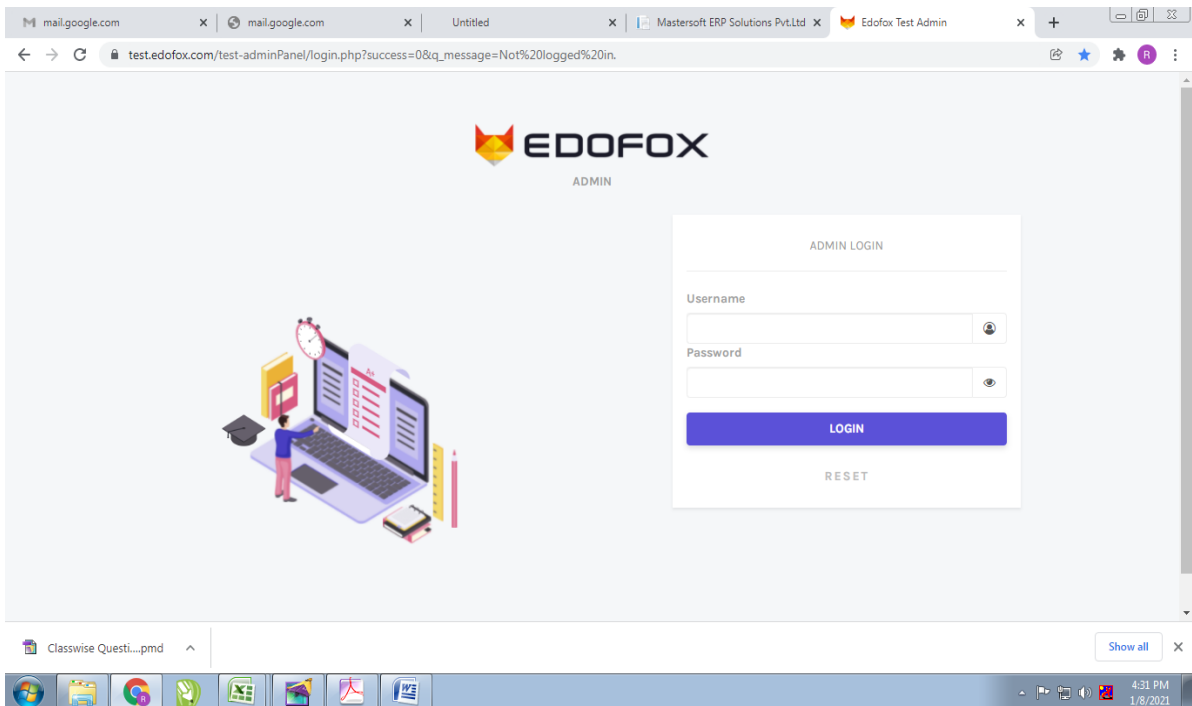 mail.google.com
mail.google.com
Untitled
Mastersoft ERP Solutions Pvt.Ltd
Edofox Test Admin
test.edofox.com/test-adminPanel/login.php?success=0&q_message=Not%20logged%20in.
R
EDOFOX
ADMIN
ADMIN LOGIN
Username
Password
LOGIN
RESET
A+
Classwise Questi....pmd
Show all
4:31 PM
1/8/2021